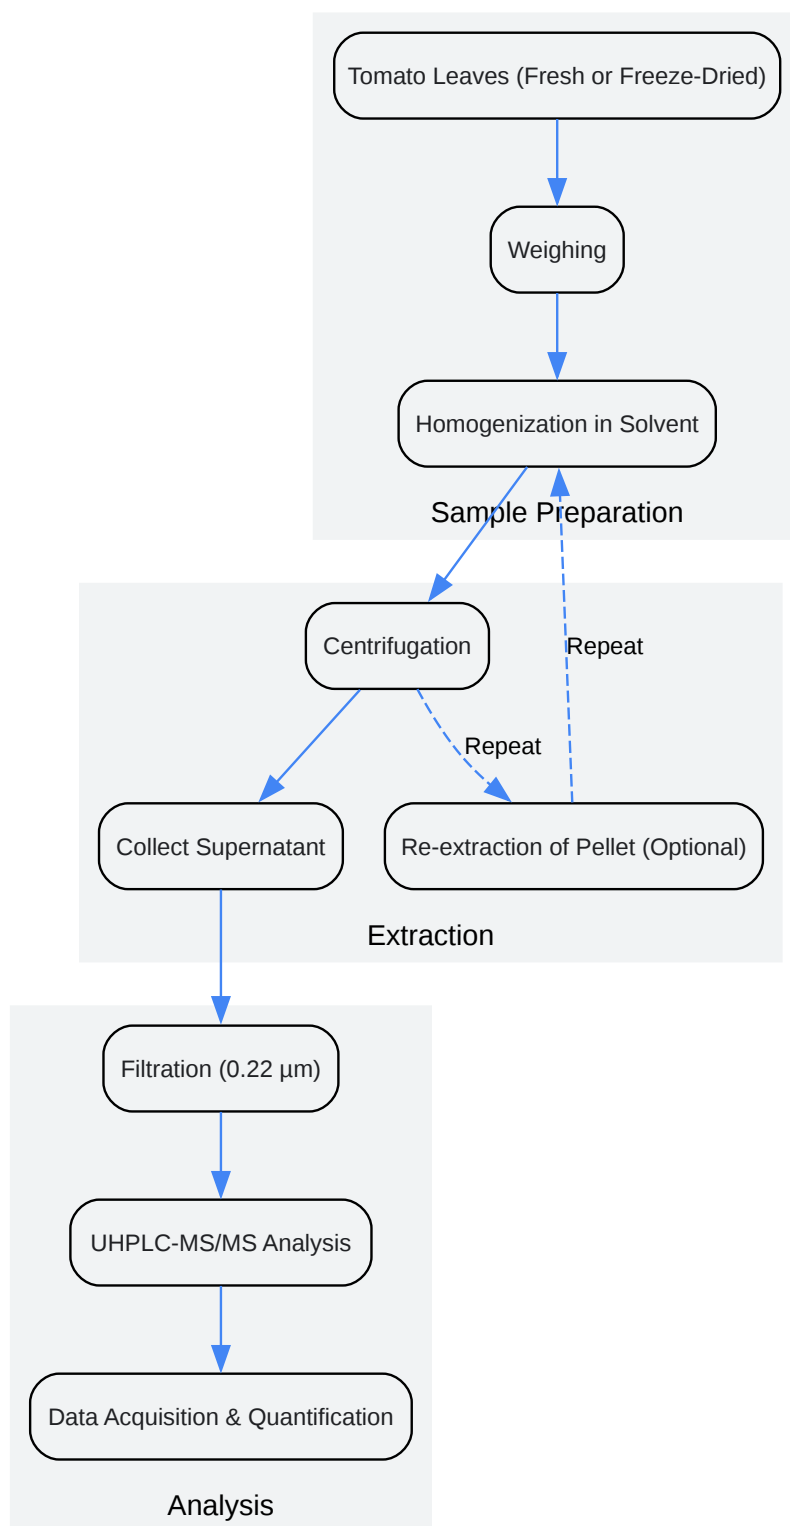 Tomato Leaves (Fresh or Freeze-Dried)
Weighing
Homogenization in Solvent
Sample Preparation
Centrifugation
Repeat
Repeat
Collect Supernatant
Re-extraction of Pellet (Optional)
Extraction
Filtration (0.22 µm)
UHPLC-MS/MS Analysis
Data Acquisition & Quantification
Analysis